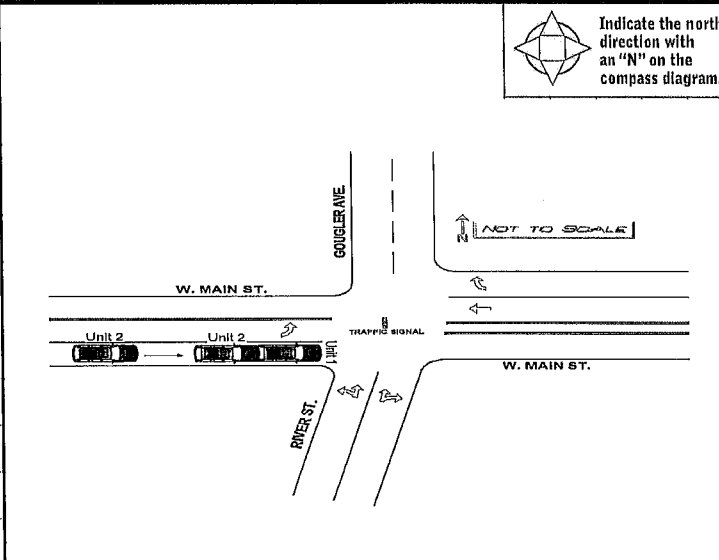 Indicate the north
direction with
an "N" on the
compass diagram.
GOUGLER AVE.
N
NOT TO SCALE
W. MAIN ST.
Unit 2
Unit 2
Unit 1
TRAFFIC SIGNAL
W. MAIN ST.
RIVER ST.